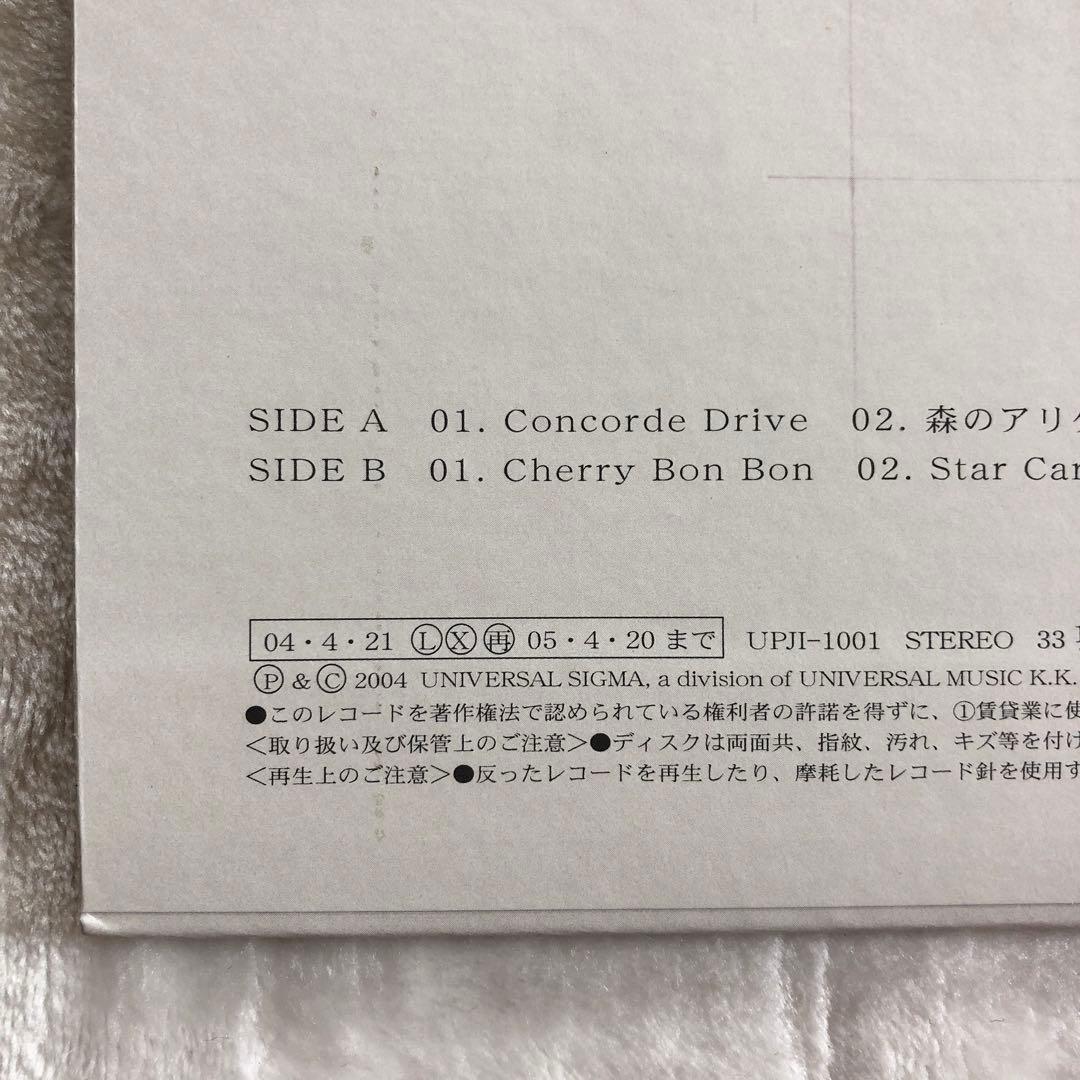 SIDE A 01. Concorde Drive 02. 森のアリ
SIDE B 01. Cherry Bon Bon 02. Star Car
04・4・21 Ⓛ Ⓧ ㊢ 05・4・20 まで UPJI-1001 STEREO 33
Ⓟ & Ⓒ 2004 UNIVERSAL SIGMA, a division of UNIVERSAL MUSIC K.K.
●このレコードを著作権法で認められている権利者の許諾を得ずに、①賃貸業に使
<取り扱い及び保管上のご注意>●ディスクは両面共、指紋、汚れ、キズ等を付け
<再生上のご注意>●反ったレコードを再生したり、摩耗したレコード針を使用す